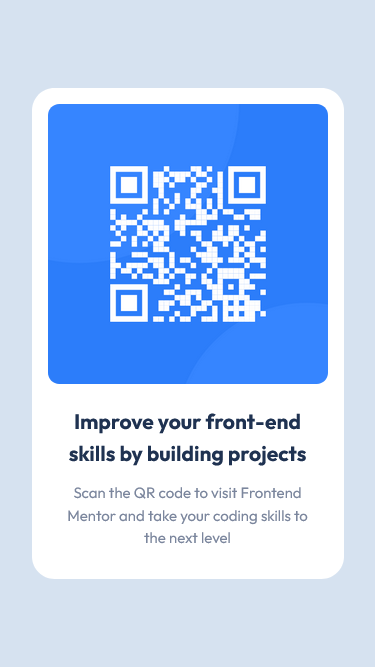 Improve your front-end
skills by building projects
Scan the QR code to visit Frontend
Mentor and take your coding skills to
the next level